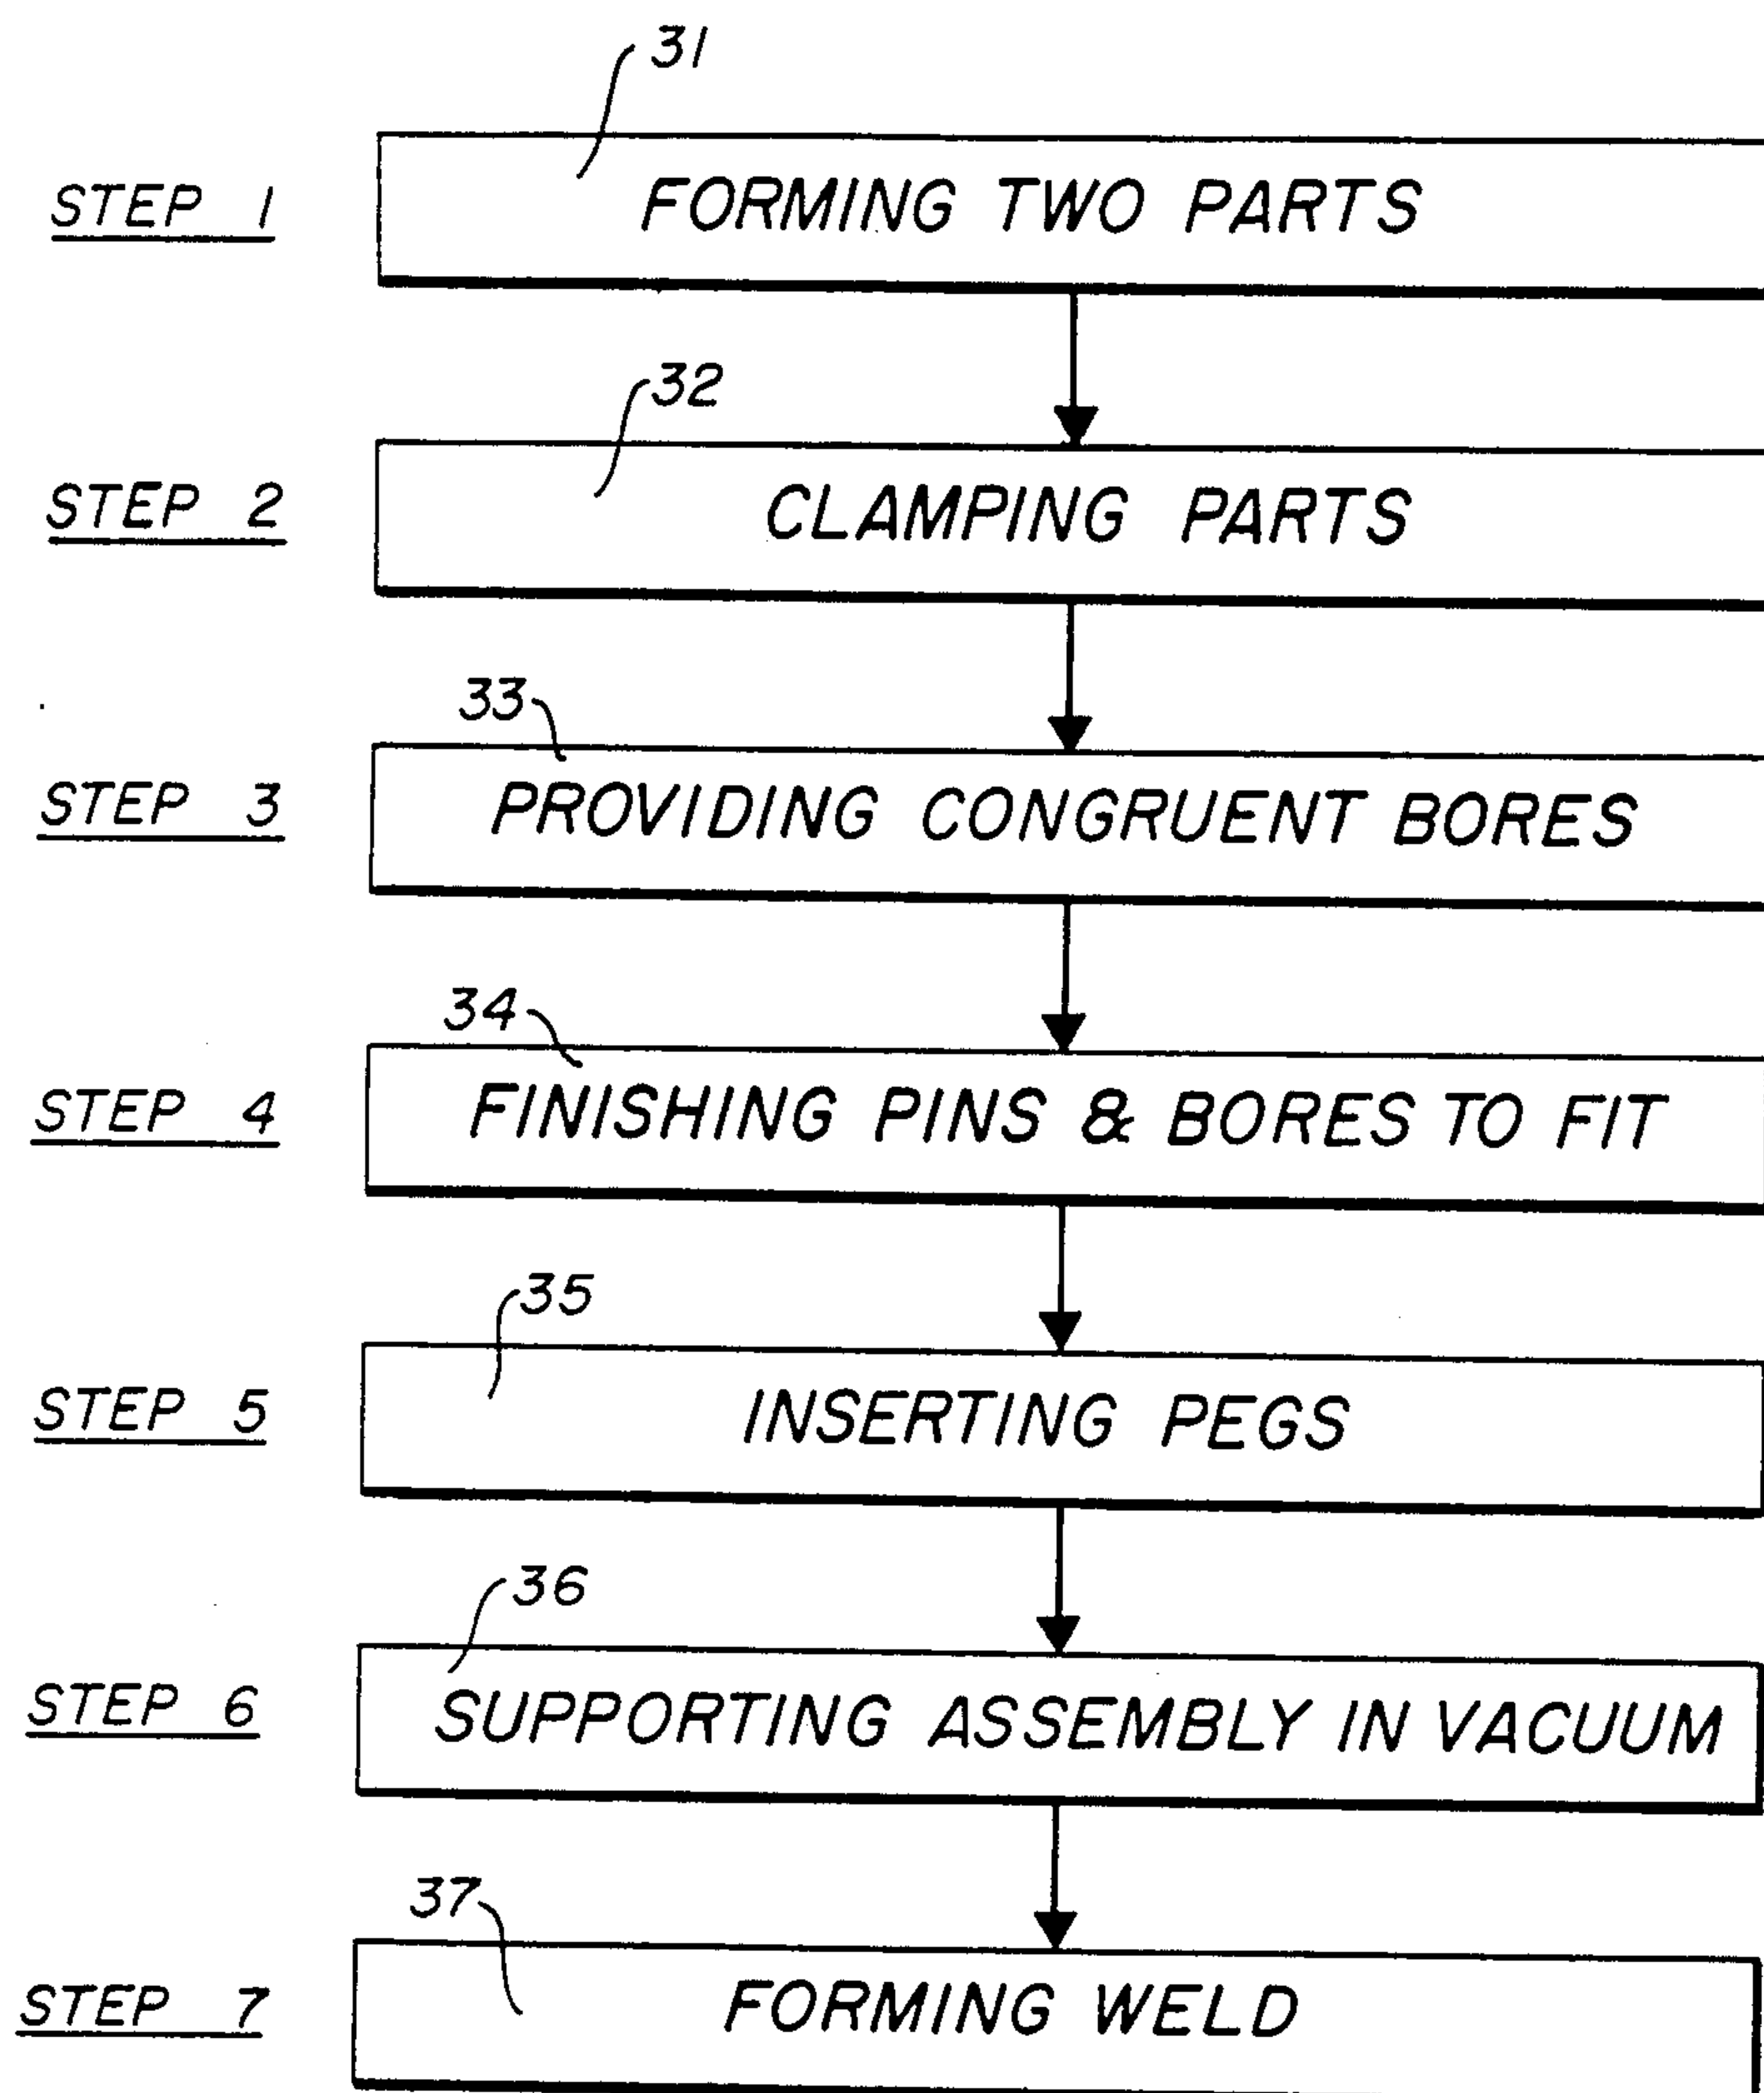 31
STEP 1 FORMING TWO PARTS
32
STEP 2 CLAMPING PARTS
33
STEP 3 PROVIDING CONGRUENT BORES
34
STEP 4 FINISHING PINS & BORES TO FIT
35
STEP 5 INSERTING PEGS
36
STEP 6 SUPPORTING ASSEMBLY IN VACUUM
37
STEP 7 FORMING WELD